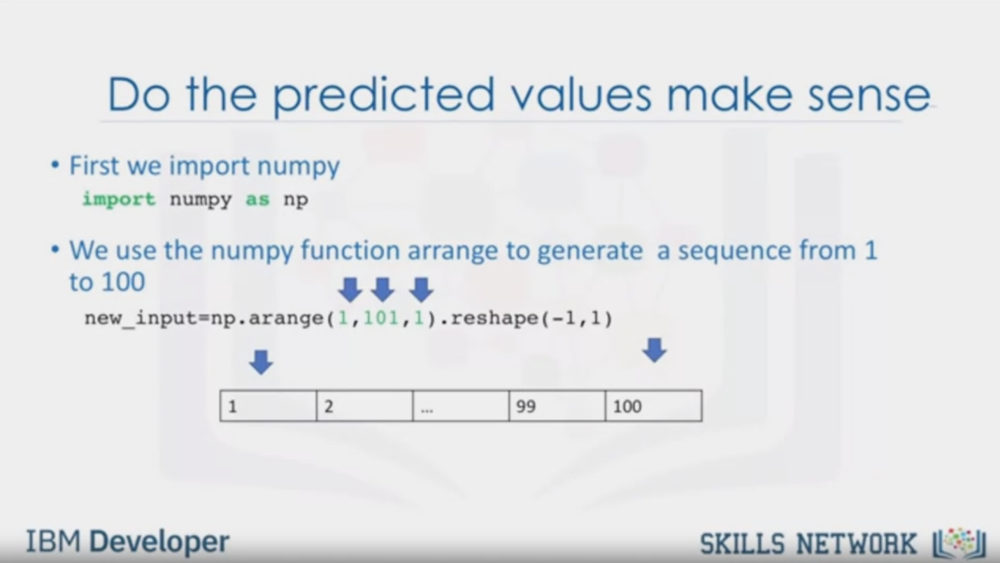 Do the predicted values make sense
• First we import numpy
import numpy as np
• We use the numpy function arrange to generate a sequence from 1
to 100
new_input=np.arange(1,101,1).reshape(-1,1)
1 2 ... 99 100
IBM Developer
SKILLS NETWORK